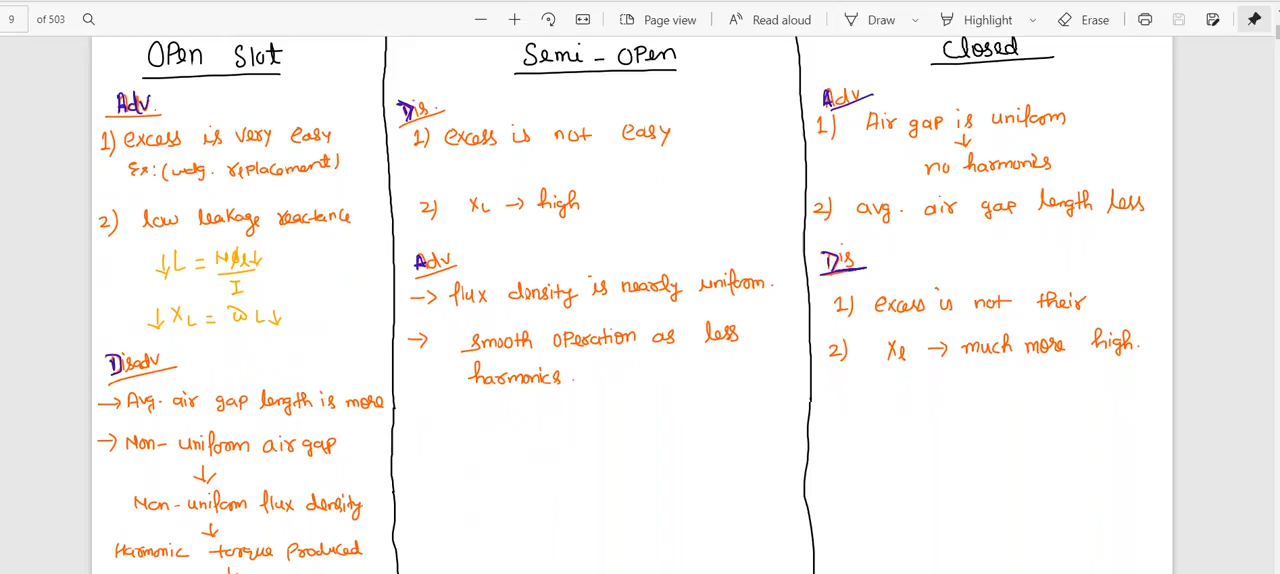 9 of 503
Page view
Read aloud
Draw
Highlight
Erase
Open Slot
Adv.
1) excess is very easy
Ex: (wdg. replacement)
2) low leakage reactance
↓L = Nϕl↓ / I
↓XL = ωL↓
Disadv
→ Avg. air gap length is more
→ Non-uniform air gap
↓
Non-uniform flux density
↓
Harmonic torque produced
Semi-Open
Dis.
1) excess is not easy
2) XL → high
Adv
→ flux density is nearly uniform.
→ smooth operation as less
harmonics.
Closed
Adv
1) Air gap is uniform
↓
no harmonics
2) avg. air gap length less
Dis
1) excess is not their
2) Xl → much more high.